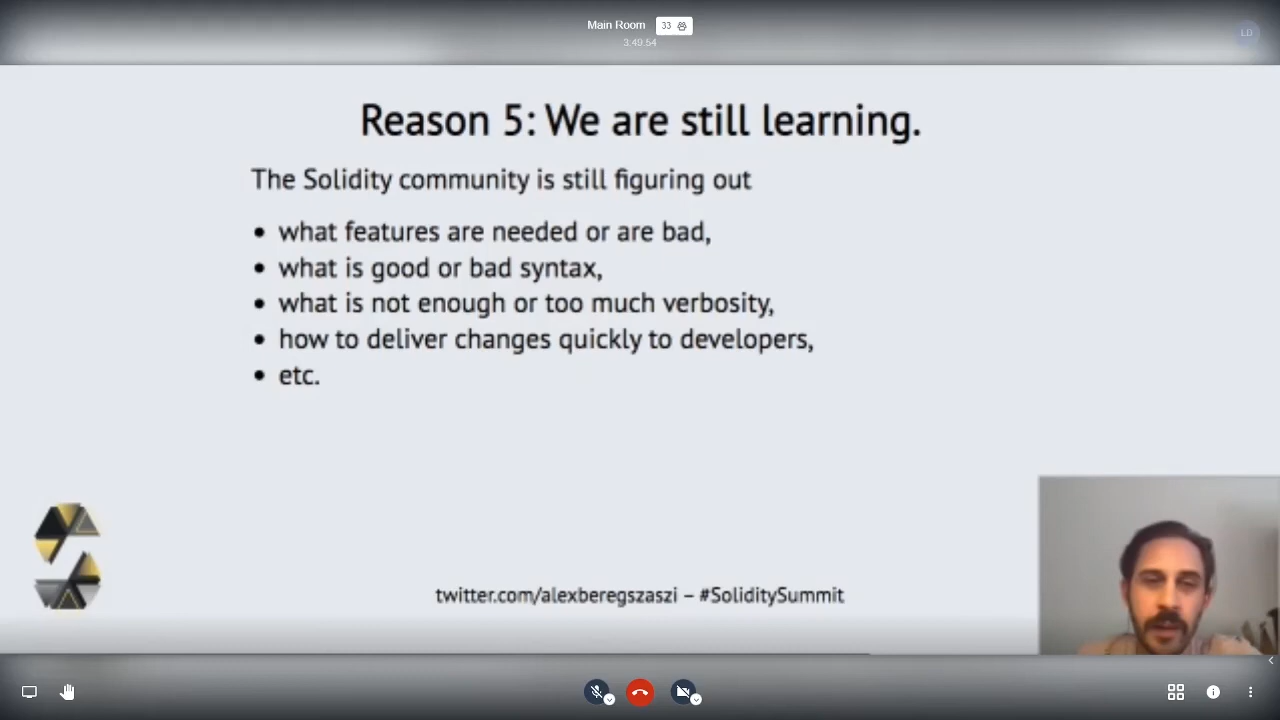 Main Room 33
3:49:54
LD
Reason 5: We are still learning.
The Solidity community is still figuring out
• what features are needed or are bad,
• what is good or bad syntax,
• what is not enough or too much verbosity,
• how to deliver changes quickly to developers,
• etc.
twitter.com/alexberegszaszi – #SoliditySummit